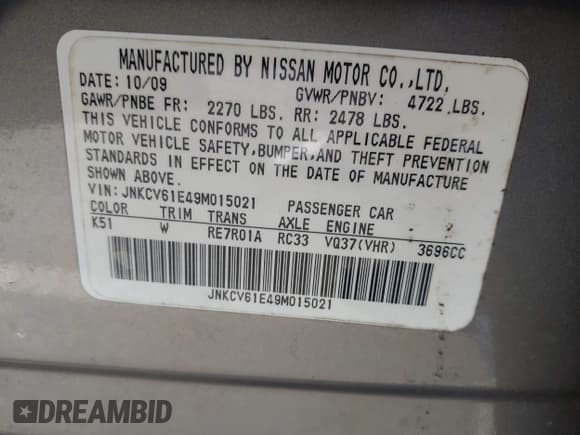 MANUFACTURED BY NISSAN MOTOR CO.,LTD.
DATE: 10/09 GVWR/PNBV: 4722 LBS.
GAWR/PNBE FR: 2270 LBS. RR: 2478 LBS.
THIS VEHICLE CONFORMS TO ALL APPLICABLE FEDERAL
MOTOR VEHICLE SAFETY,BUMPER,AND THEFT PREVENTION
STANDARDS IN EFFECT ON THE DATE OF MANUFACTURE
SHOWN ABOVE.
VIN: JNKCV61E49M015021 PASSENGER CAR
COLOR TRIM TRANS AXLE ENGINE
K51 W RE7R01A RC33 VQ37(VHR) 3696CC
JNKCV61E49M015021
DREAMBID